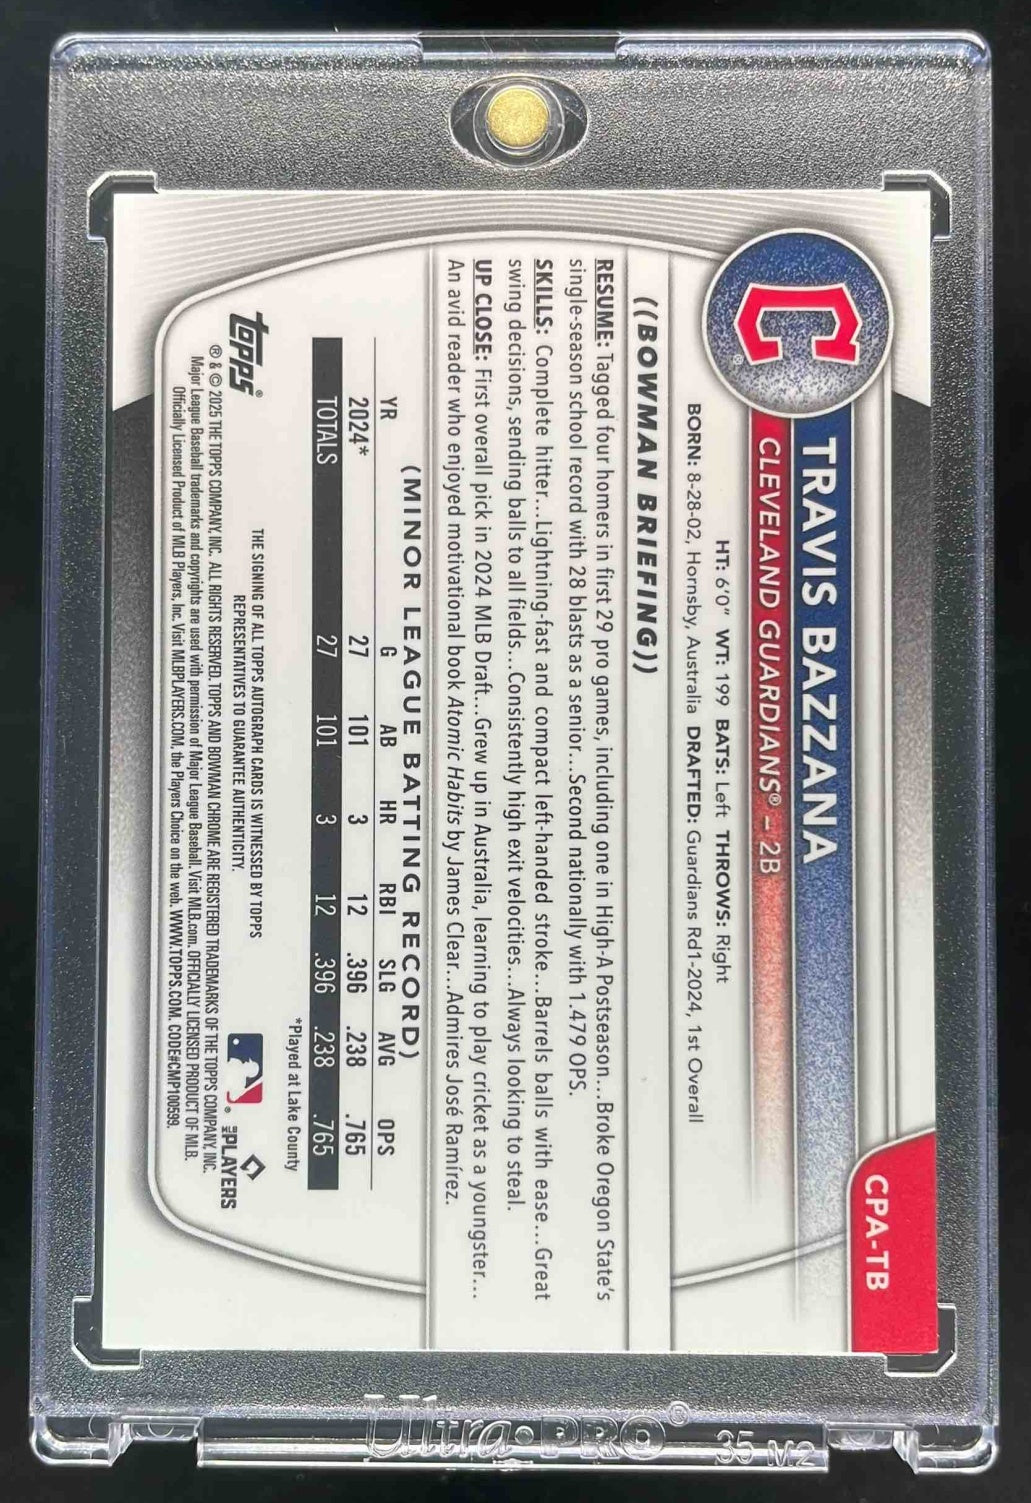 C®
TRAVIS BAZZANA
CLEVELAND GUARDIANS® – 2B
CPA-TB
HT: 6'0" WT: 199 BATS: Left THROWS: Right
BORN: 8-28-02, Hornsby, Australia DRAFTED: Guardians Rd1-2024, 1st Overall
((BOWMAN BRIEFING))
RESUME: Tagged four homers in first 29 pro games, including one in High-A Postseason...Broke Oregon State's
single-season school record with 28 blasts as a senior...Second nationally with 1.479 OPS.
SKILLS: Complete hitter...Lightning-fast and compact left-handed stroke...Barrels balls with ease...Great
swing decisions, sending balls to all fields...Consistently high exit velocities...Always looking to steal.
UP CLOSE: First overall pick in 2024 MLB Draft...Grew up in Australia, learning to play cricket as a youngster...
An avid reader who enjoyed motivational book Atomic Habits by James Clear...Admires José Ramírez.
(MINOR LEAGUE BATTING RECORD)
YR G AB HR RBI SLG AVG OPS
2024* 27 101 3 12 .396 .238 .765
TOTALS 27 101 3 12 .396 .238 .765
*Played at Lake County
topps®
THE SIGNING OF ALL TOPPS AUTOGRAPH CARDS IS WITNESSED BY TOPPS
REPRESENTATIVES TO GUARANTEE AUTHENTICITY.
® & © 2025 THE TOPPS COMPANY, INC. ALL RIGHTS RESERVED. TOPPS AND BOWMAN CHROME ARE REGISTERED TRADEMARKS OF THE TOPPS COMPANY, INC.
Major League Baseball trademarks and copyrights are used with permission of Major League Baseball. Visit MLB.com. OFFICIALLY LICENSED PRODUCT OF MLB.
Officially Licensed Product of MLB Players, Inc. Visit MLBPLAYERS.COM, the Players Choice on the web. WWW.TOPPS.COM. CODE#CMP100599.
MLB PLAYERS
Ultra·PRO® 35 M2